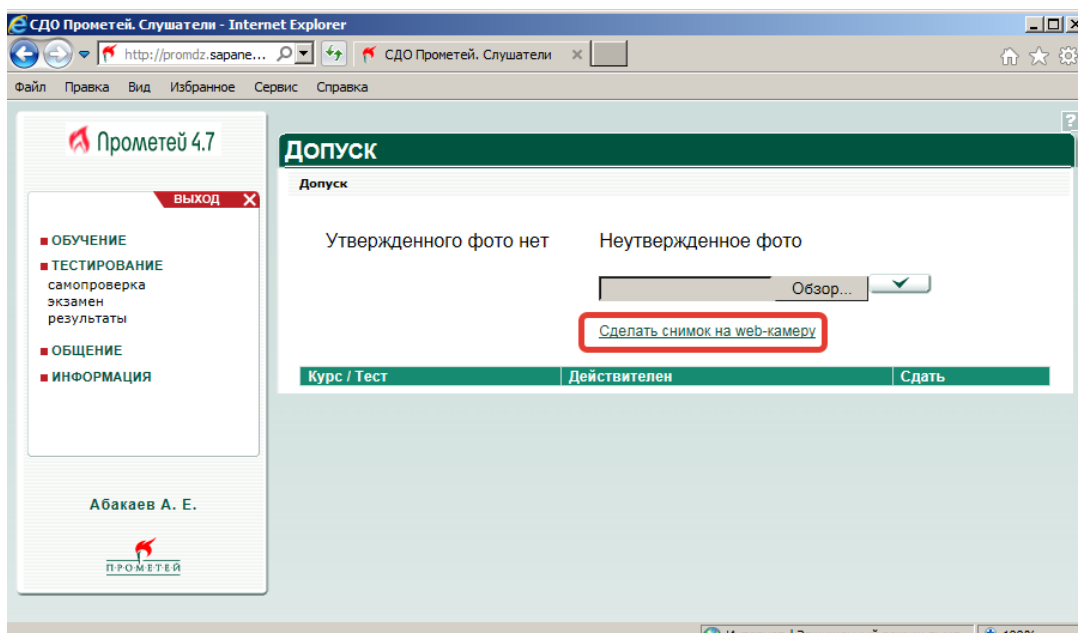 СДО Прометей. Слушатели - Internet Explorer
http://promdz.sapane...
СДО Прометей. Слушатели
Файл Правка Вид Избранное Сервис Справка
Прометей 4.7
ВЫХОД
ОБУЧЕНИЕ
ТЕСТИРОВАНИЕ
самопроверка
экзамен
результаты
ОБЩЕНИЕ
ИНФОРМАЦИЯ
Абакаев А. Е.
ПРОМЕТЕЙ
?
Допуск
Допуск
Утвержденного фото нет Неутвержденное фото
Обзор...
Сделать снимок на web-камеру
Курс / Тест Действителен Сдать